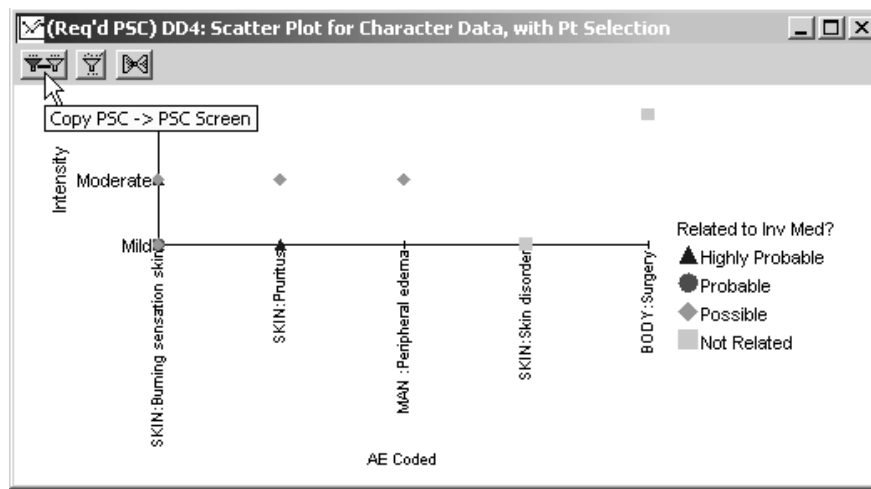 (Req'd PSC) DD4: Scatter Plot for Character Data, with Pt Selection
Copy PSC -> PSC Screen
Intensity
Moderate
Mild
SKIN:Burning sensation skin
SKIN:Pruritus
MAN :Peripheral edema
SKIN:Skin disorder
BODY:Surgery
AE Coded
Related to Inv Med?
Highly Probable
Probable
Possible
Not Related